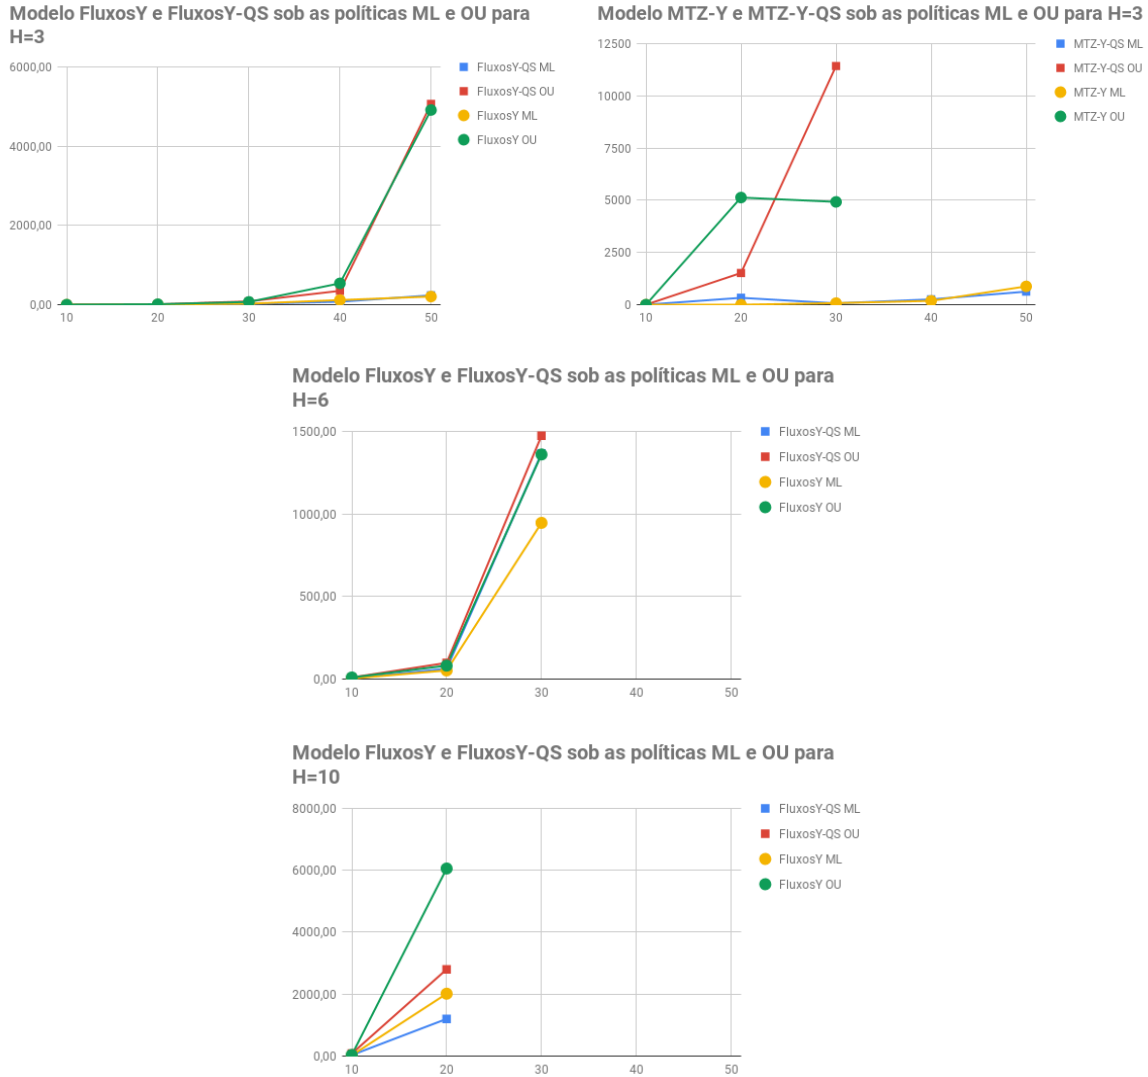 Modelo FluxosY e FluxosY-QS sob as políticas ML e OU para
H=3
6000,00
4000,00
2000,00
0,00
10 20 30 40 50
FluxosY-QS ML
FluxosY-QS OU
FluxosY ML
FluxosY OU
Modelo MTZ-Y e MTZ-Y-QS sob as políticas ML e OU para H=3
12500
10000
7500
5000
2500
0
10 20 30 40 50
MTZ-Y-QS ML
MTZ-Y-QS OU
MTZ-Y ML
MTZ-Y OU
Modelo FluxosY e FluxosY-QS sob as políticas ML e OU para
H=6
1500,00
1000,00
500,00
0,00
10 20 30 40 50
FluxosY-QS ML
FluxosY-QS OU
FluxosY ML
FluxosY OU
Modelo FluxosY e FluxosY-QS sob as políticas ML e OU para
H=10
8000,00
6000,00
4000,00
2000,00
0,00
10 20 30 40 50
FluxosY-QS ML
FluxosY-QS OU
FluxosY ML
FluxosY OU